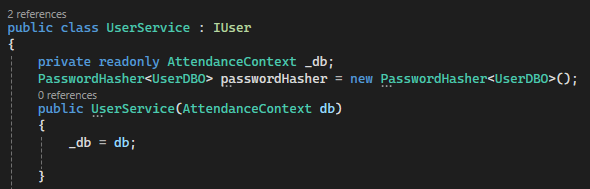 2 references
public class UserService : IUser
{
private readonly AttendanceContext _db;
PasswordHasher<UserDBO> passwordHasher = new PasswordHasher<UserDBO>();
0 references
public UserService(AttendanceContext db)
{
_db = db;
}